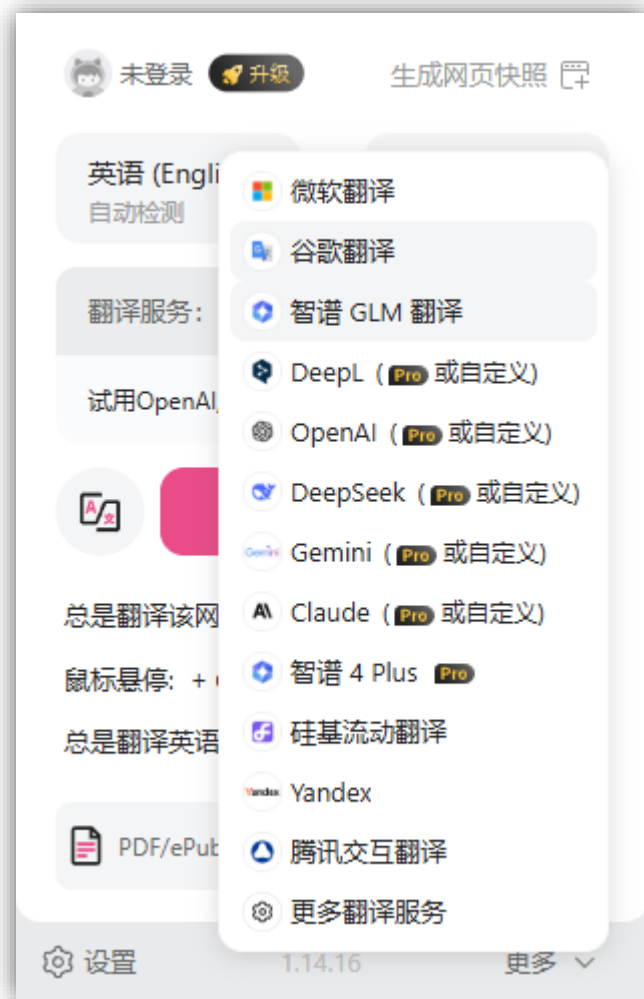 未登录 升级 生成网页快照
英语 (Engli
自动检测
翻译服务:
试用OpenAI,
总是翻译该网
鼠标悬停: +
总是翻译英语
PDF/ePub
微软翻译
谷歌翻译
智谱 GLM 翻译
DeepL (Pro 或自定义)
OpenAI (Pro 或自定义)
DeepSeek (Pro 或自定义)
Gemini
Gemini (Pro 或自定义)
Claude (Pro 或自定义)
智谱 4 Plus Pro
硅基流动翻译
Yandex
Yandex
腾讯交互翻译
更多翻译服务
设置 1.14.16 更多